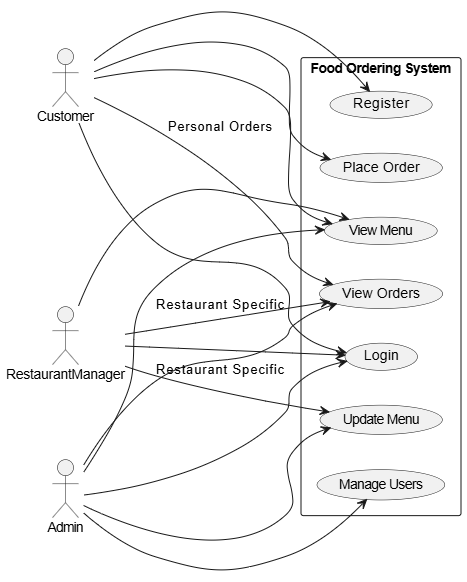 Food Ordering System
Register
Customer
Personal Orders
Place Order
View Menu
View Orders
Restaurant Specific
Login
RestaurantManager
Restaurant Specific
Update Menu
Manage Users
Admin